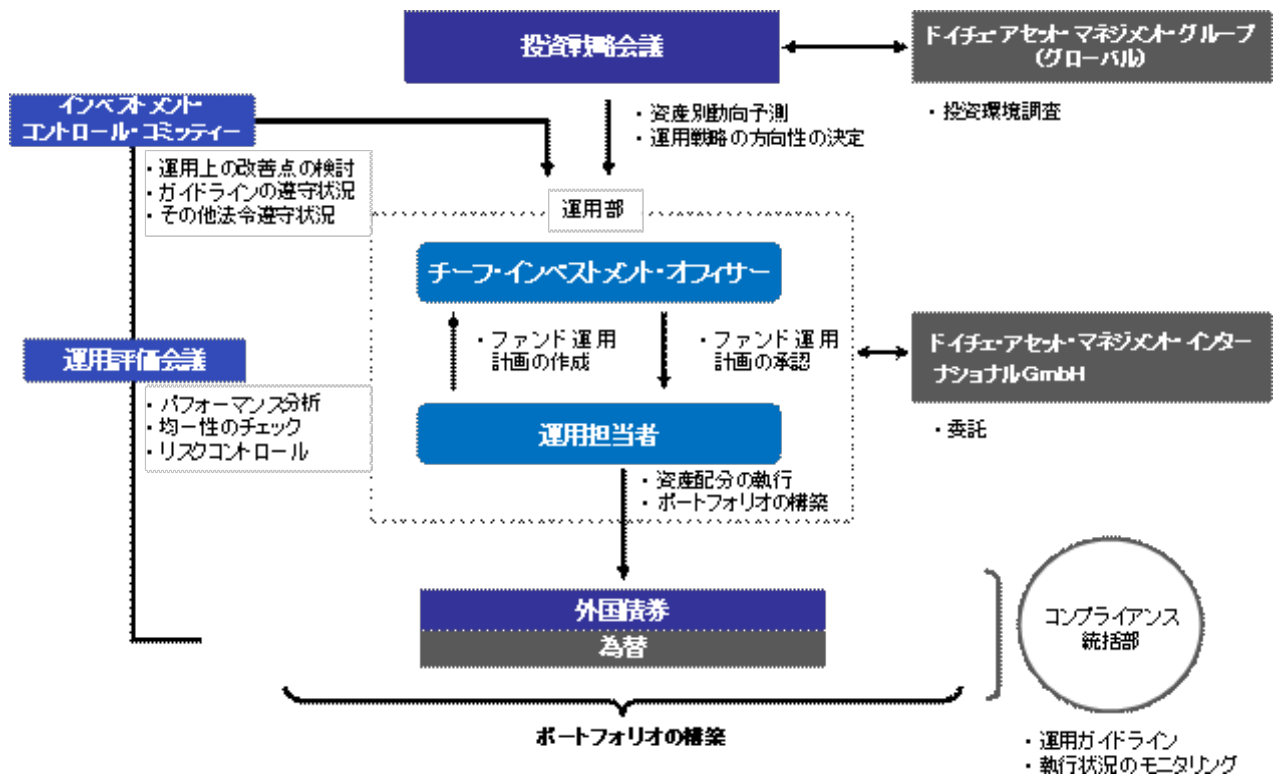 投資戦略会議
ドイチェ・アセット・マネジメント・グループ
(グローバル)
・投資環境調査
インベストメント・
コントロール・コミッティー
・資産別動向予測
・運用戦略の方向性の決定
・運用上の改善点の検討
・ガイドラインの遵守状況
・その他法令遵守状況
運用部
チーフ・インベストメント・オフィサー
・ファンド運用
計画の作成
・ファンド運用
計画の承認
運用評価会議
・パフォーマンス分析
・均一性のチェック
・リスクコントロール
ドイチェ・アセット・マネジメント・インター
ナショナルGmbH
・委託
運用担当者
・資産配分の執行
・ポートフォリオの構築
外国債券
為替
コンプライアンス
統括部
ポートフォリオの構築
・運用ガイドライン
・執行状況のモニタリング